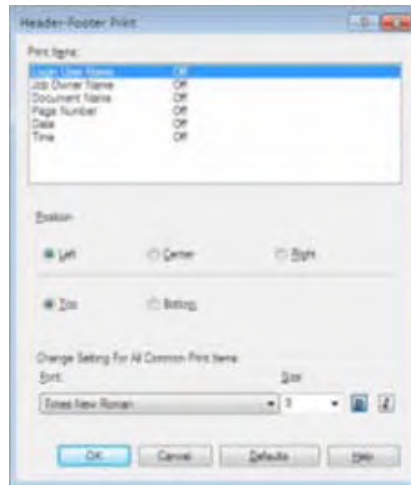 Header-Footer Print
Print Items:
Login User Name Off
Job Owner Name Off
Document Name Off
Page Number Off
Date Off
Time Off
Position
Left Center Right
Top Bottom
Change Setting For All Common Print Items
Font: Size
Times New Roman
OK Cancel Defaults Help